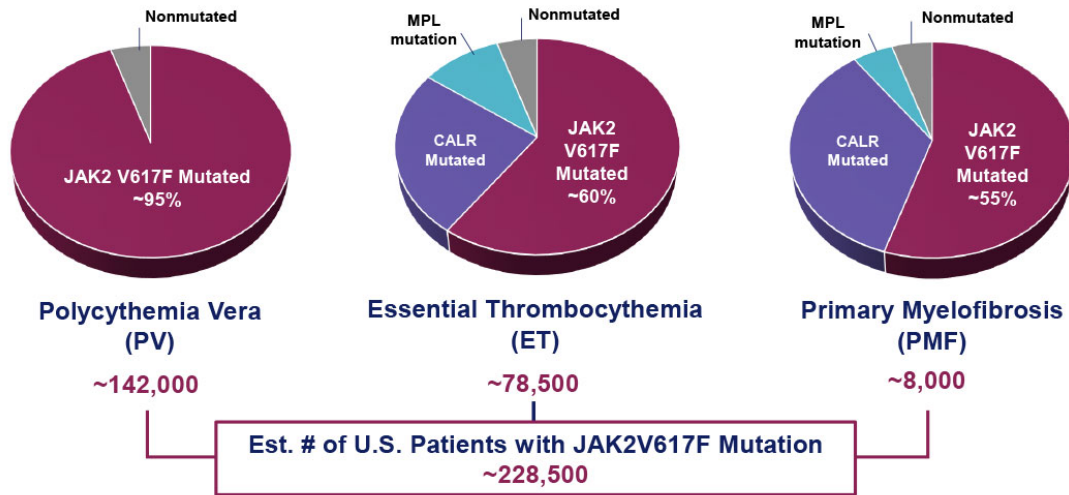 Nonmutated
JAK2 V617F Mutated
~95%
MPL
mutation
Nonmutated
CALR
Mutated
JAK2
V617F
Mutated
~60%
MPL
mutation
Nonmutated
CALR
Mutated
JAK2
V617F
Mutated
~55%
Polycythemia Vera
(PV)
~142,000
Essential Thrombocythemia
(ET)
~78,500
Primary Myelofibrosis
(PMF)
~8,000
Est. # of U.S. Patients with JAK2V617F Mutation
~228,500